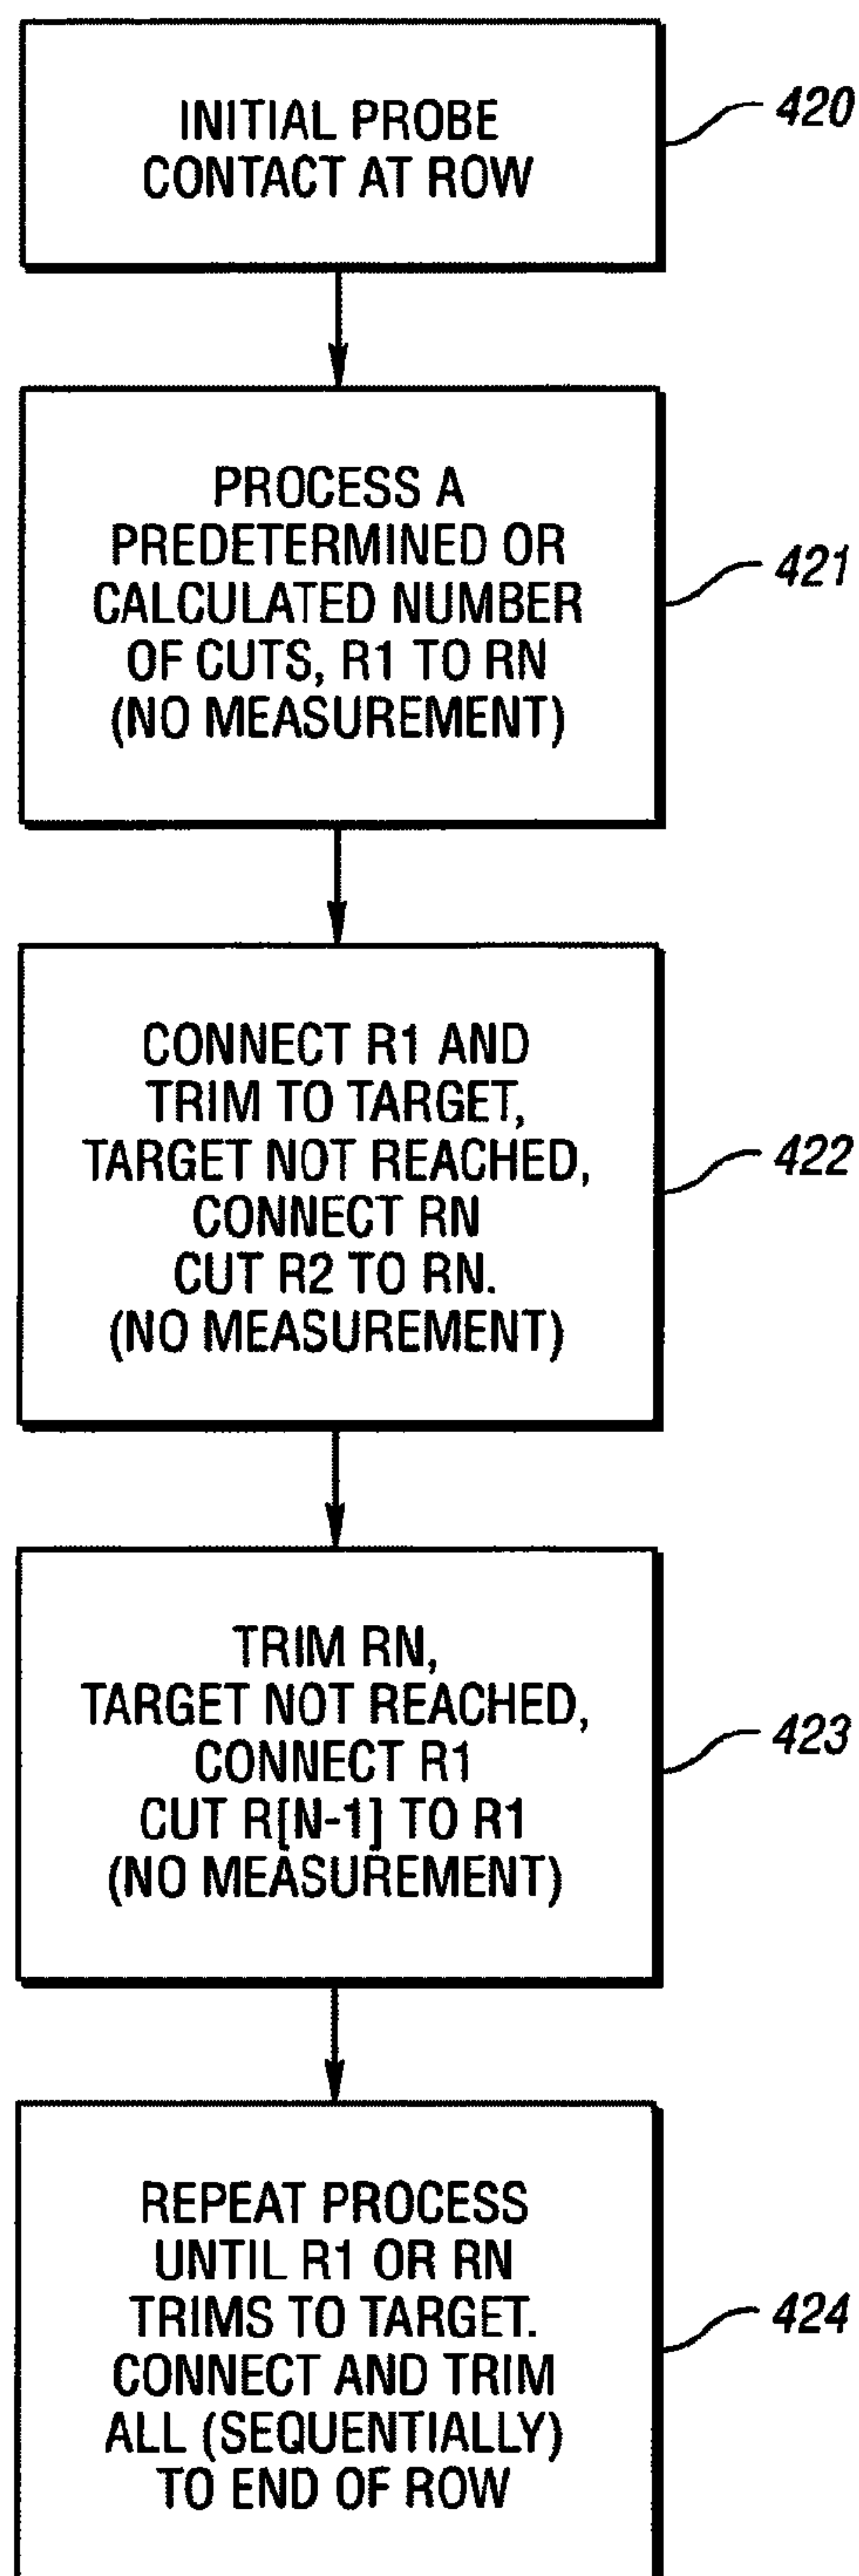 INITIAL PROBE
CONTACT AT ROW
420
PROCESS A
PREDETERMINED OR
CALCULATED NUMBER
OF CUTS, R1 TO RN
(NO MEASUREMENT)
421
CONNECT R1 AND
TRIM TO TARGET,
TARGET NOT REACHED,
CONNECT RN
CUT R2 TO RN.
(NO MEASUREMENT)
422
TRIM RN,
TARGET NOT REACHED,
CONNECT R1
CUT R[N-1] TO R1
(NO MEASUREMENT)
423
REPEAT PROCESS
UNTIL R1 OR RN
TRIMS TO TARGET.
CONNECT AND TRIM
ALL (SEQUENTIALLY)
TO END OF ROW
424